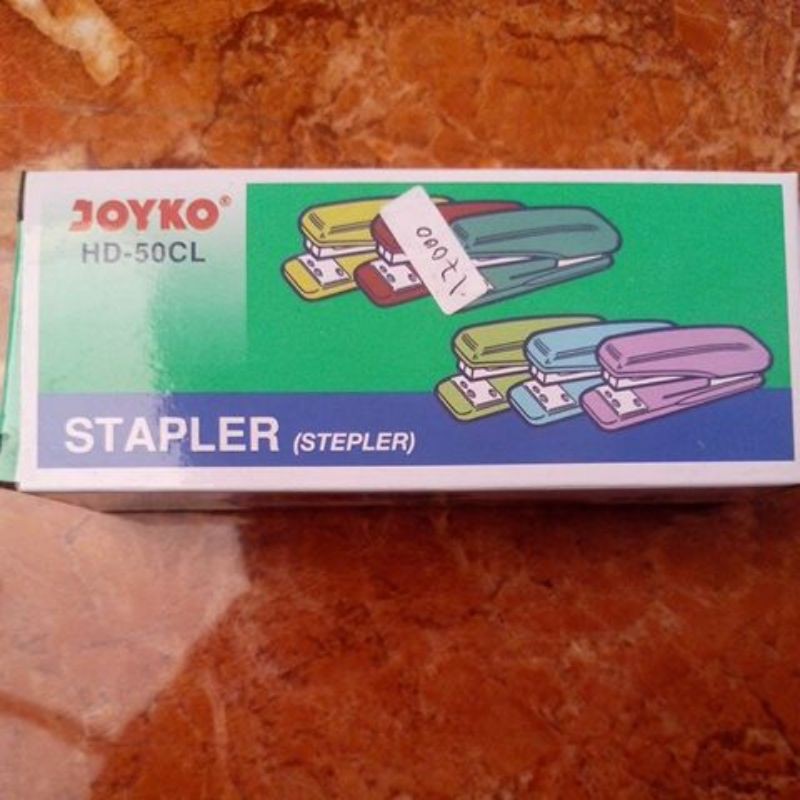 JOYKO®
HD-50CL
17000
STAPLER (STEPLER)